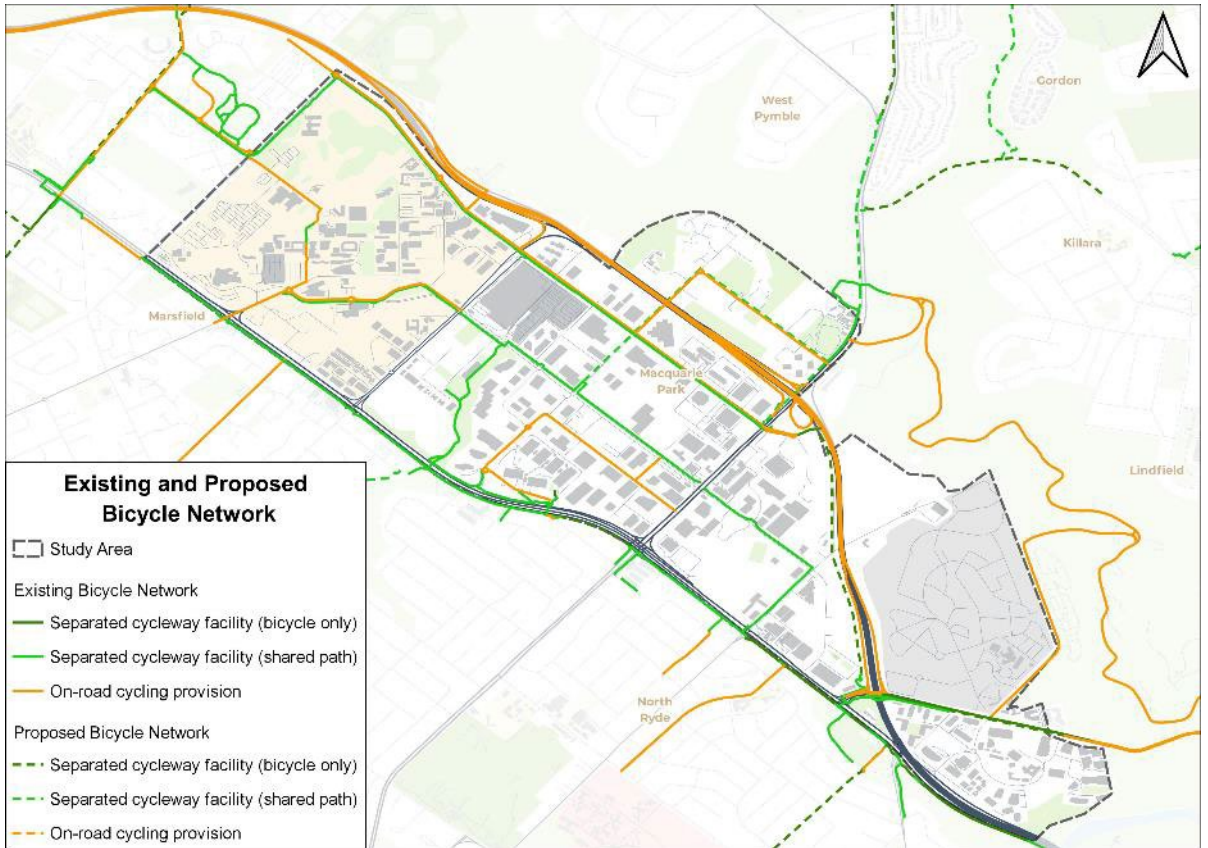 West
Pymble
Gordon
Killara
Marsfield
Macquarie
Park
Lindfield
North
Ryde
Existing and Proposed
Bicycle Network
Study Area
Existing Bicycle Network
Separated cycleway facility (bicycle only)
Separated cycleway facility (shared path)
On-road cycling provision
Proposed Bicycle Network
Separated cycleway facility (bicycle only)
Separated cycleway facility (shared path)
On-road cycling provision